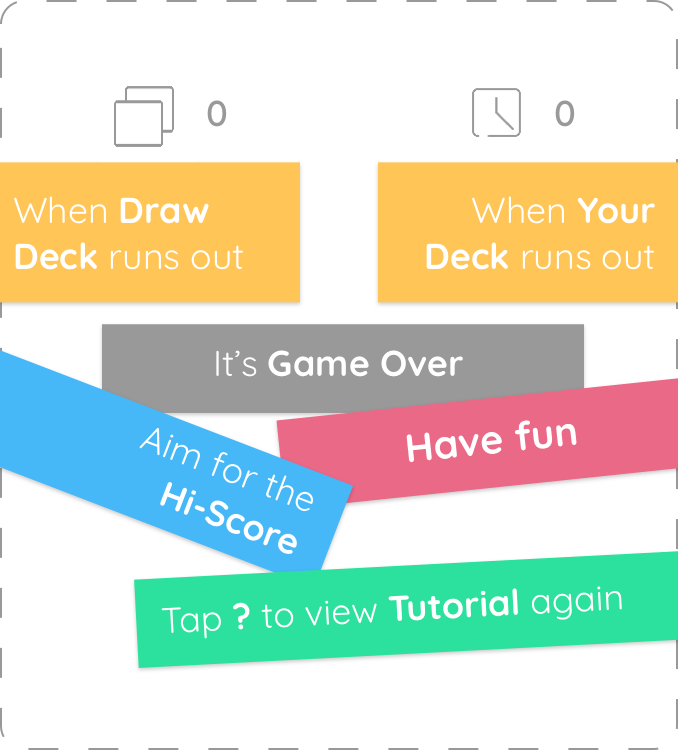 0
0
When Draw
Deck runs out
When Your
Deck runs out
It’s Game Over
Have fun
Aim for the
Hi-Score
Tap ? to view Tutorial again